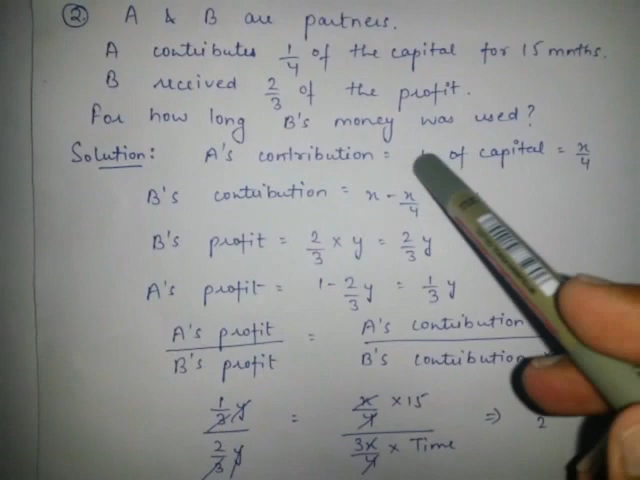 ② A & B are partners.
A contributes 1/4 of the capital for 15 mnths.
B received 2/3 of the profit.
For how long B's money was used?
Solution: A's contribution = of capital = x/4
B's contribution = x - x/4
B's profit = 2/3 × y = 2/3 y
A's profit = 1 - 2/3 y = 1/3 y
A's profit / B's profit = A's contribution / B's contribution
1/3 y / 2/3 y = x/4 × 15 / 3x/4 × Time ⇒ 2